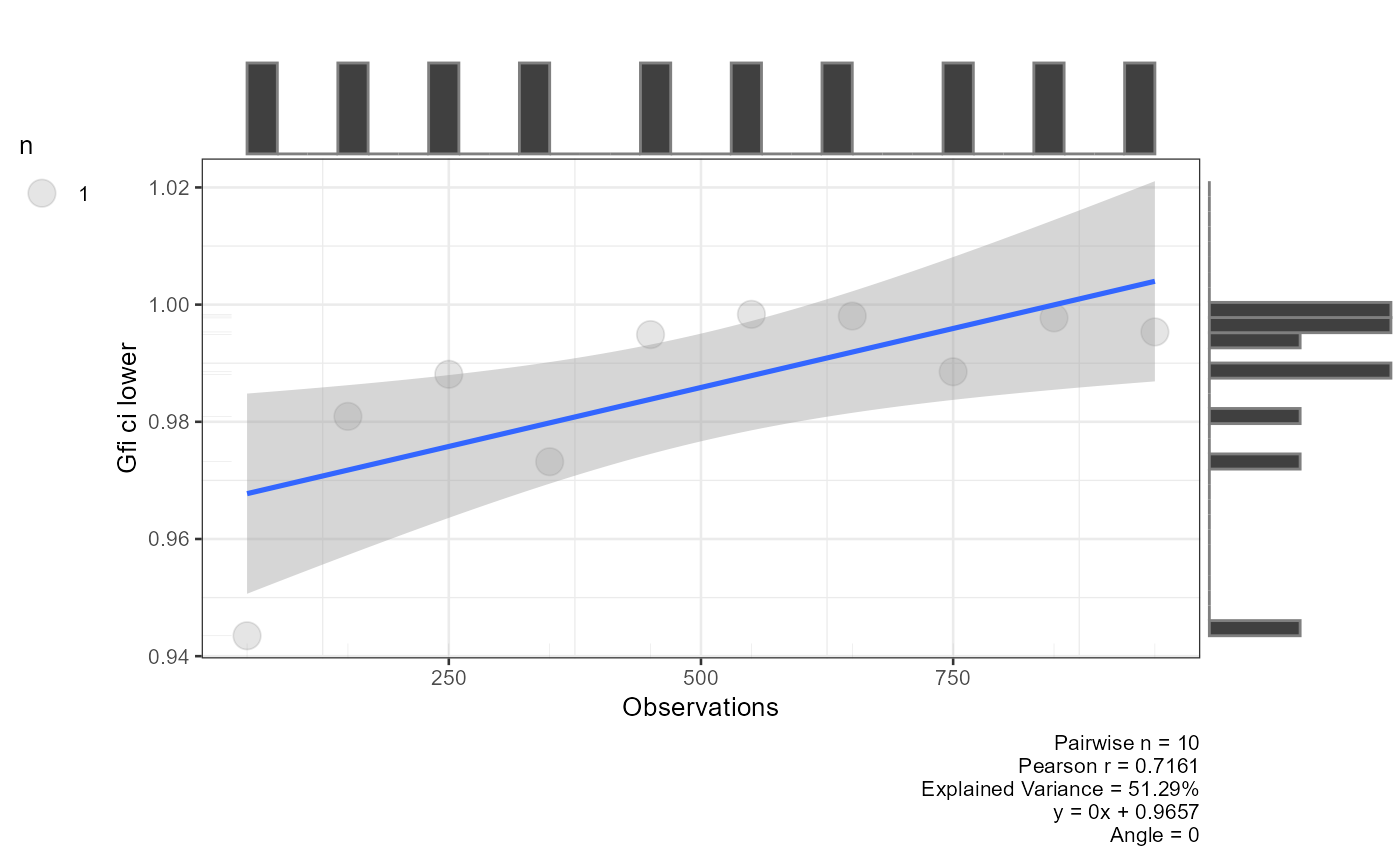 n
1
1.02
1.00
0.98
0.96
0.94
Gfi ci lower
250
500
750
Observations
Pairwise n = 10
Pearson r = 0.7161
Explained Variance = 51.29%
y = 0x + 0.9657
Angle = 0